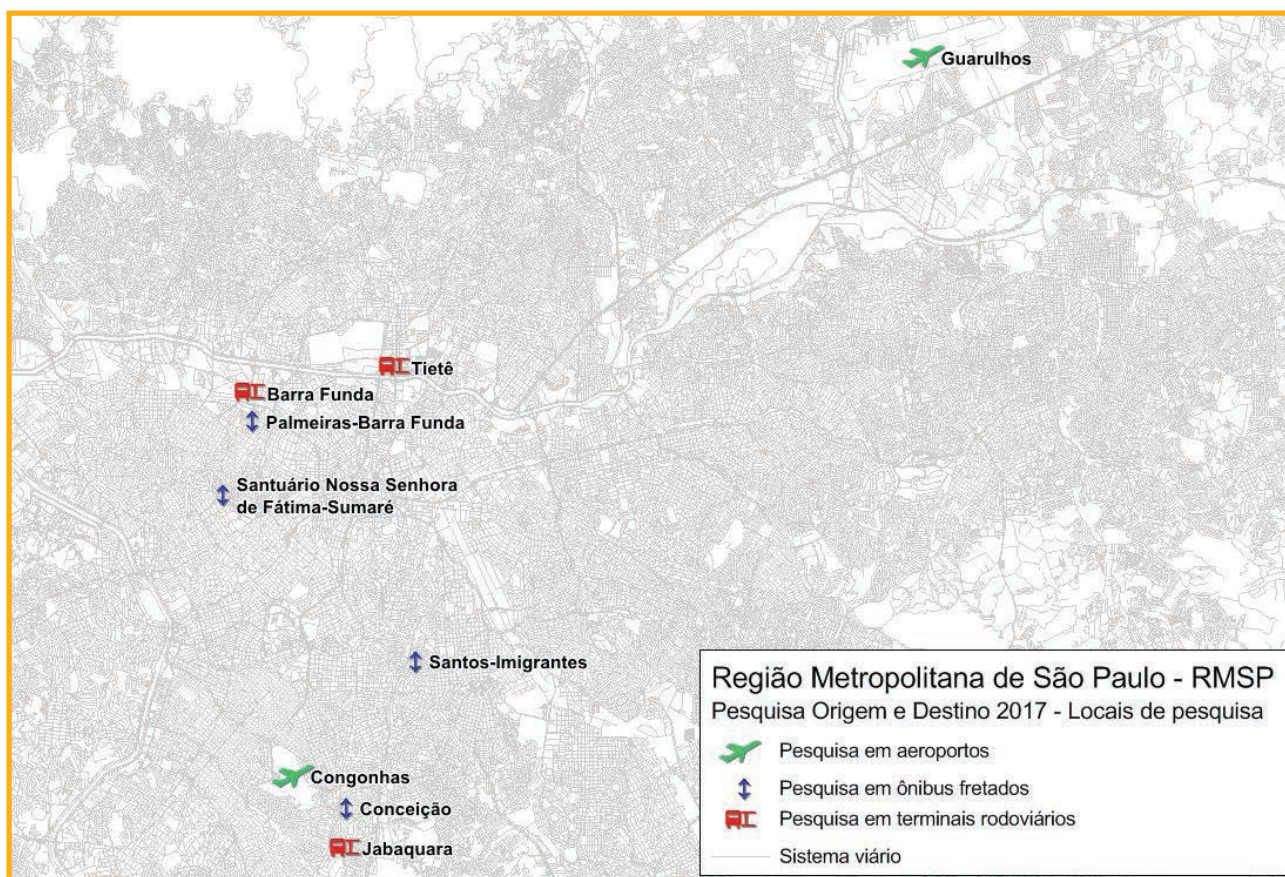 Guarulhos
Tietê
Barra Funda
Palmeiras-Barra Funda
Santuário Nossa Senhora
de Fátima-Sumaré
Santos-Imigrantes
Congonhas
Conceição
Jabaquara
Região Metropolitana de São Paulo - RMSP
Pesquisa Origem e Destino 2017 - Locais de pesquisa
Pesquisa em aeroportos
Pesquisa em ônibus fretados
Pesquisa em terminais rodoviários
Sistema viário